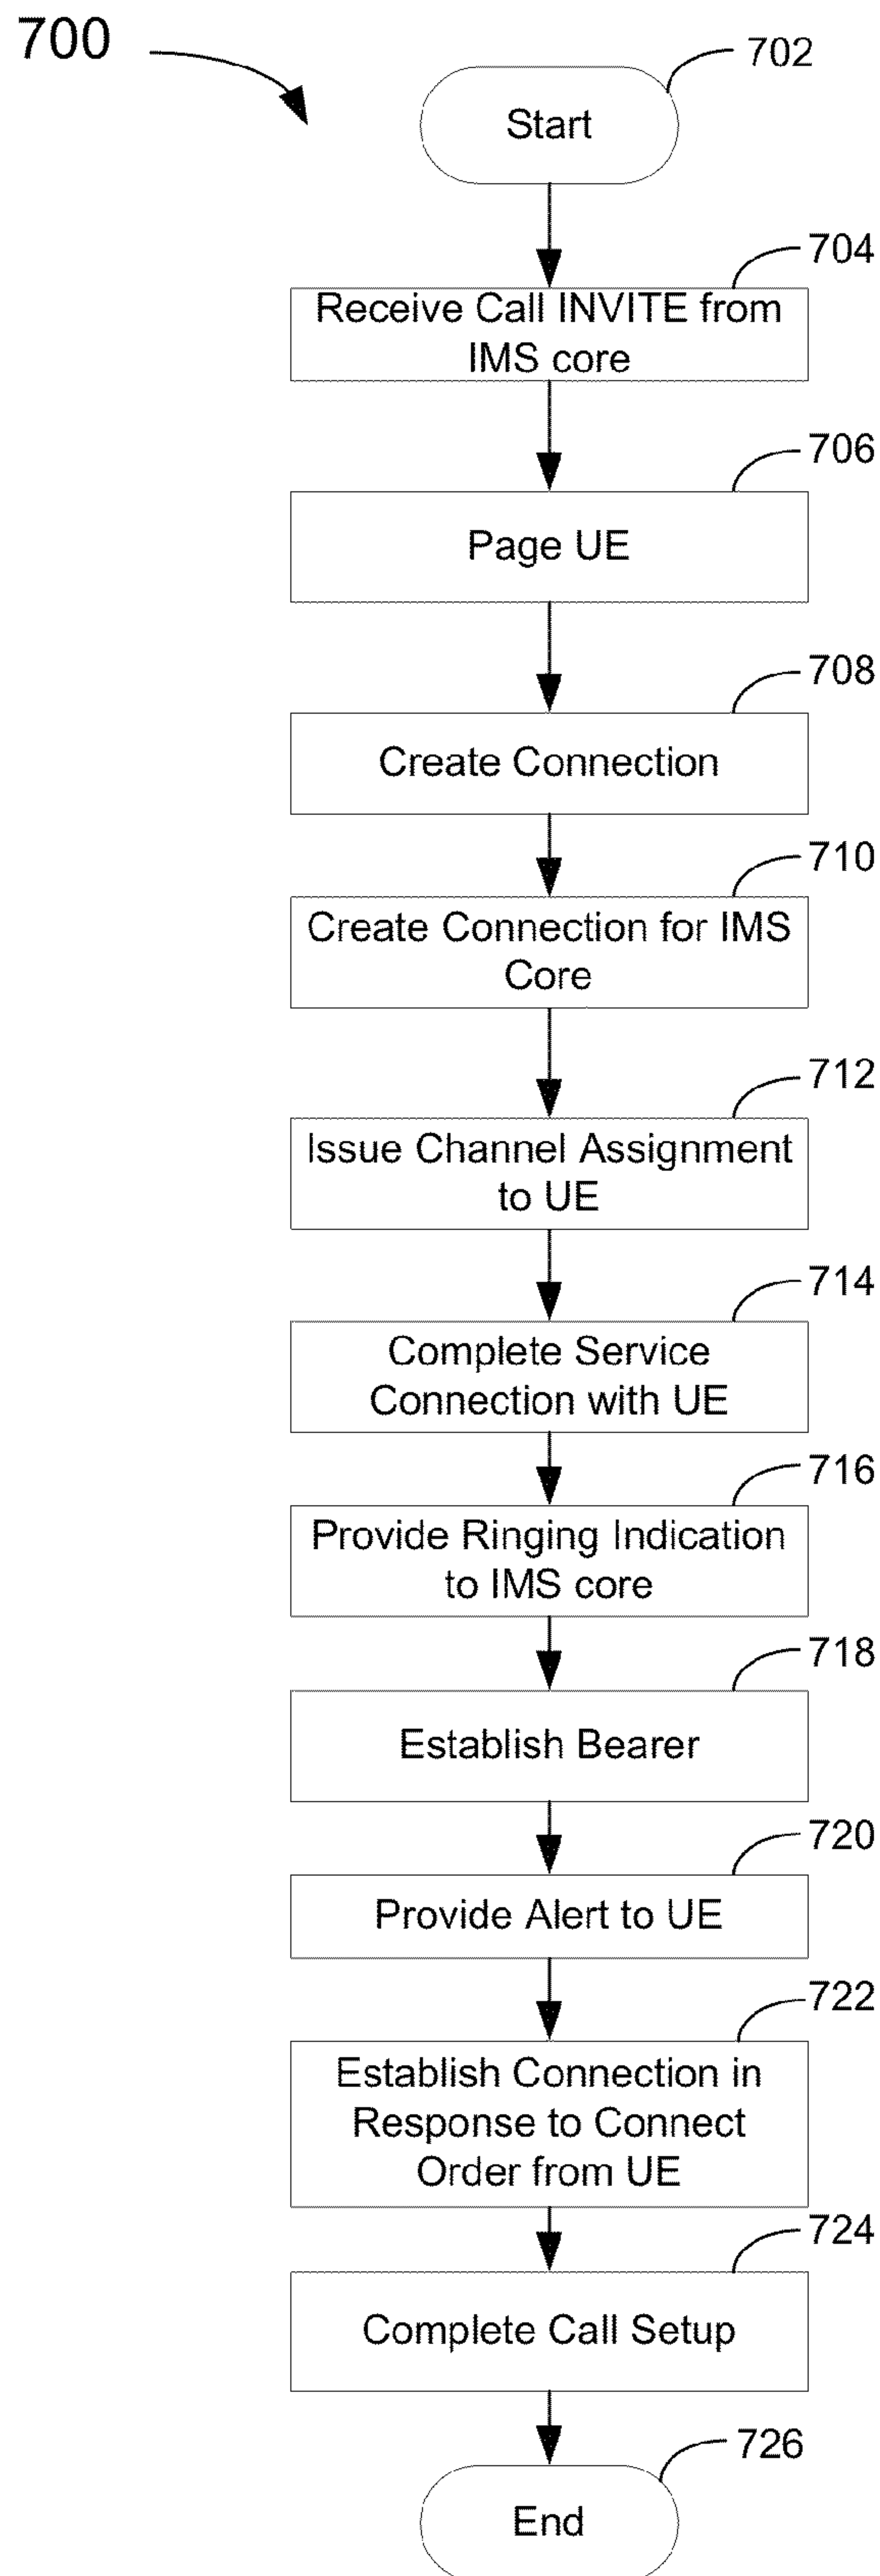 700
702
Start
704
Receive Call INVITE from
IMS core
706
Page UE
708
Create Connection
710
Create Connection for IMS
Core
712
Issue Channel Assignment
to UE
714
Complete Service
Connection with UE
716
Provide Ringing Indication
to IMS core
718
Establish Bearer
720
Provide Alert to UE
722
Establish Connection in
Response to Connect
Order from UE
724
Complete Call Setup
726
End